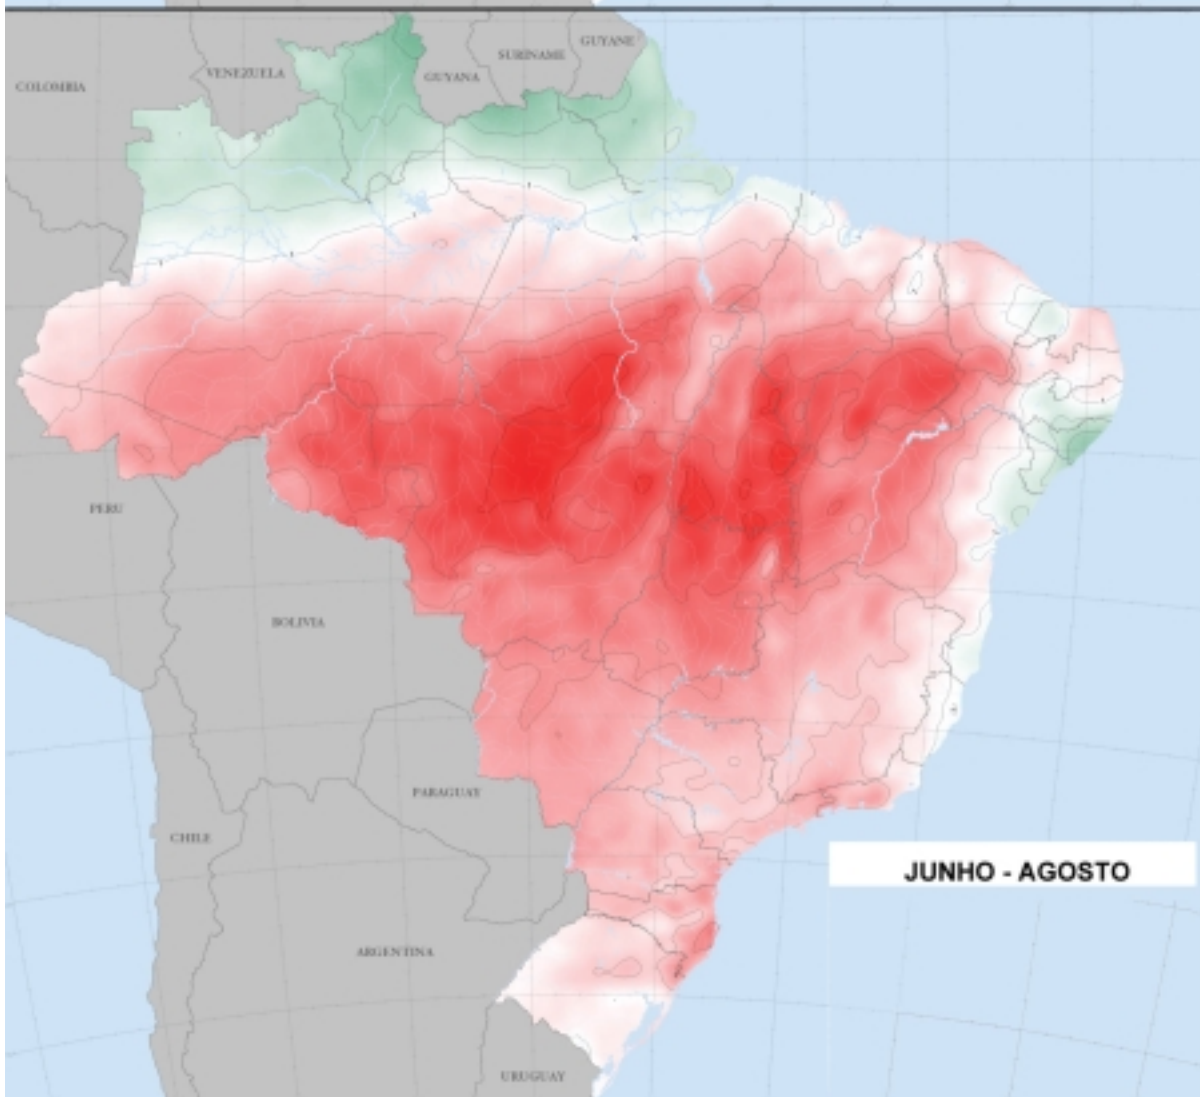 GUYANE
SURINAME
VENEZUELA
GUYANA
COLOMBIA
PERU
BOLIVIA
PARAGUAY
CHILE
JUNHO - AGOSTO
ARGENTINA
URUGUAY